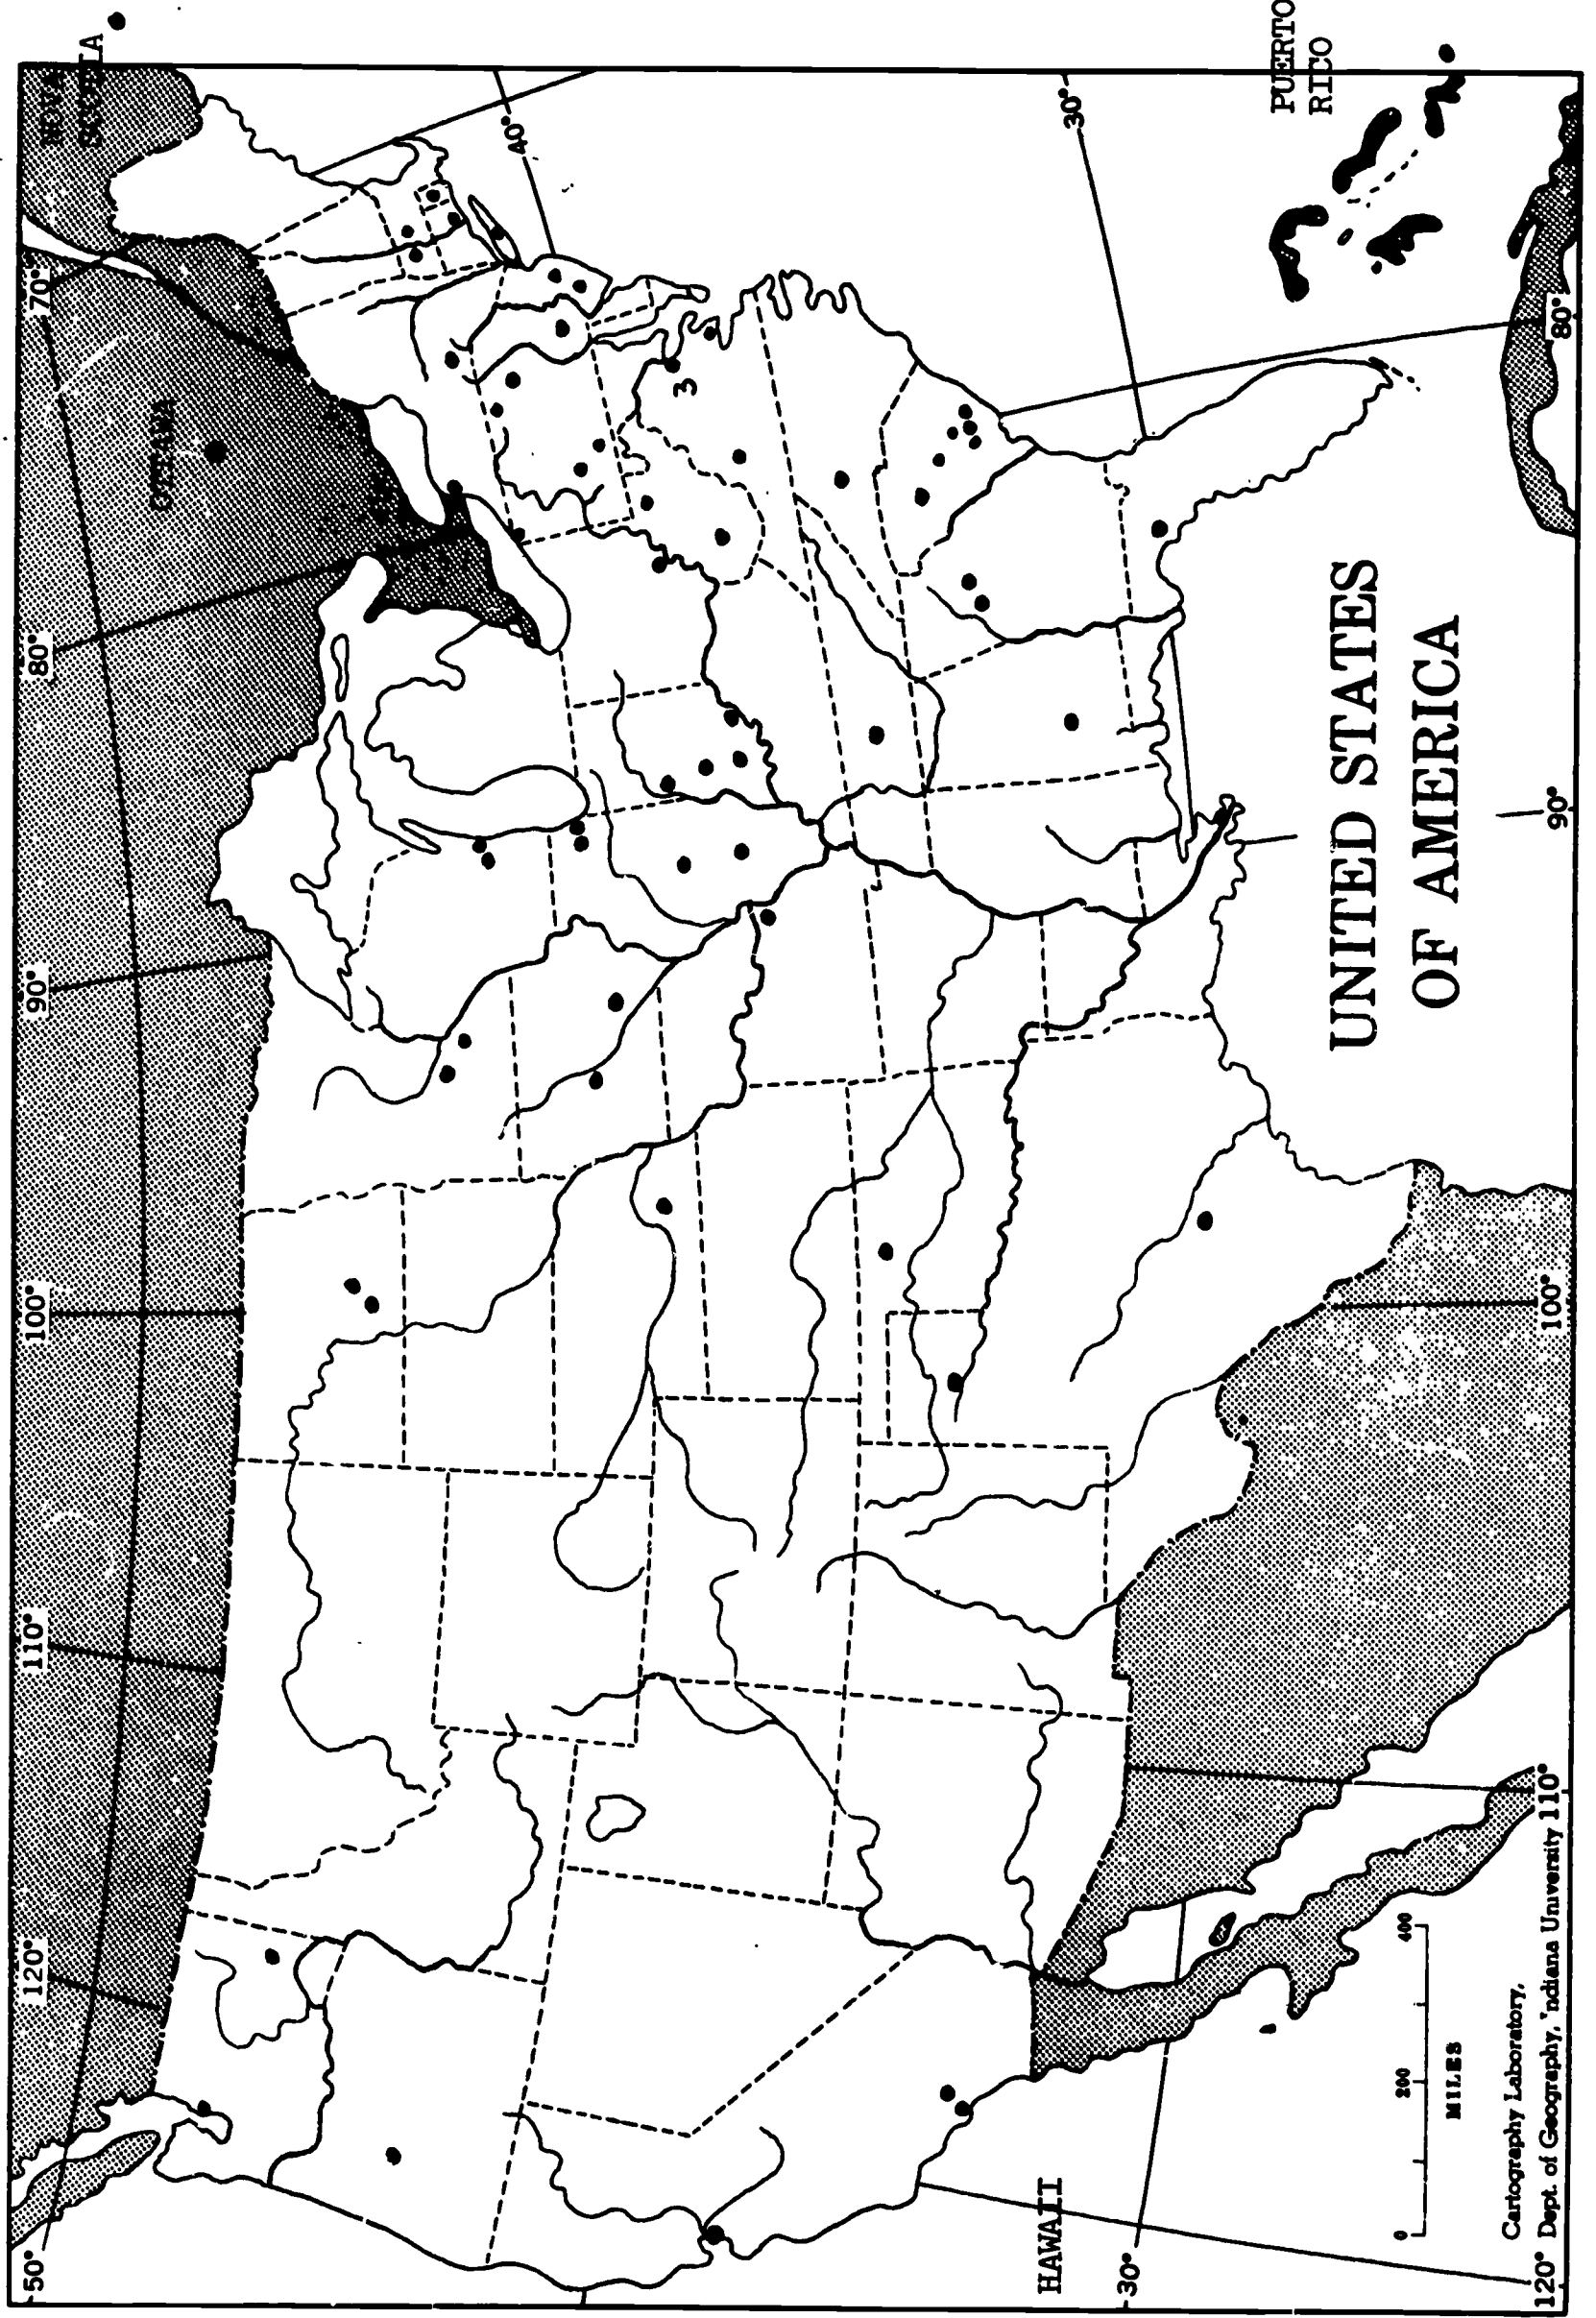 NOVA
SCOTIA
OTTAWA
PUERTO
RICO
HAWAII
UNITED STATES
OF AMERICA
3
50°
120°
110°
100°
90°
80°
70°
40°
30°
30°
120°
110°
100°
90°
80°
0 200 400
MILES
Cartography Laboratory,
Dept. of Geography, Indiana University